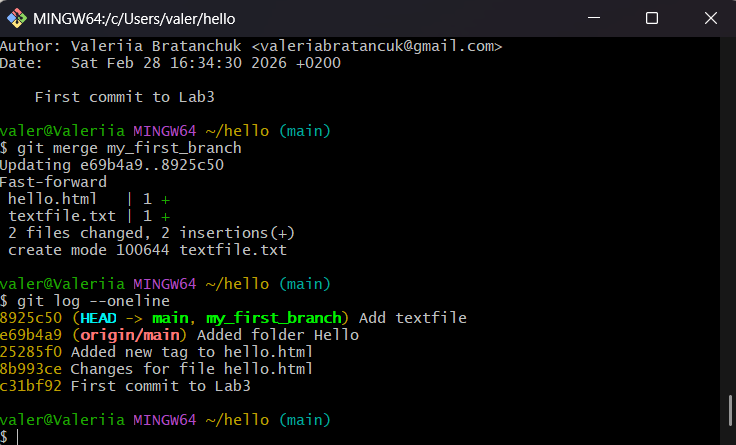 MINGW64:/c/Users/valer/hello
Author: Valeriia Bratanchuk <valeriabratancuk@gmail.com>
Date:   Sat Feb 28 16:34:30 2026 +0200
    First commit to Lab3
valer@Valeriia MINGW64 ~/hello (main)
$ git merge my_first_branch
Updating e69b4a9..8925c50
Fast-forward
 hello.html   | 1 +
 textfile.txt | 1 +
 2 files changed, 2 insertions(+)
 create mode 100644 textfile.txt
valer@Valeriia MINGW64 ~/hello (main)
$ git log --oneline
8925c50 (HEAD -> main, my_first_branch) Add textfile
e69b4a9 (origin/main) Added folder Hello
25285f0 Added new tag to hello.html
8b993ce Changes for file hello.html
c31bf92 First commit to Lab3
valer@Valeriia MINGW64 ~/hello (main)
$